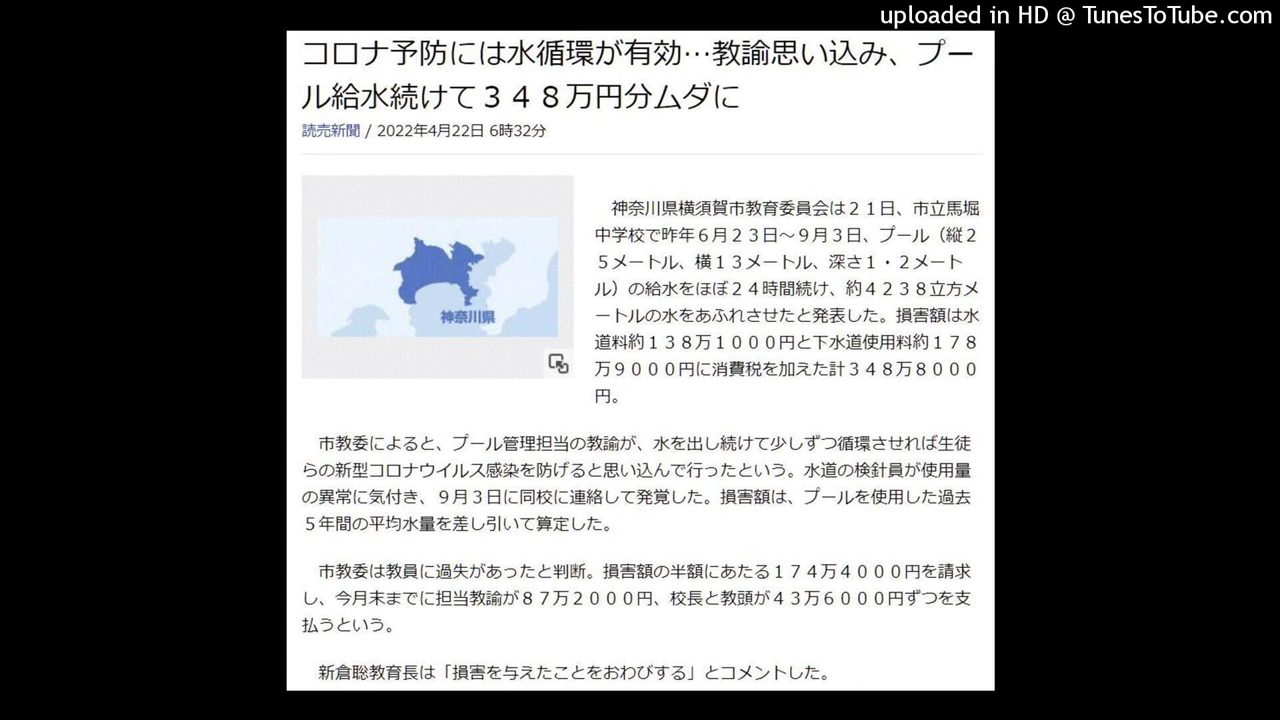 uploaded in HD @ TunesToTube.com
コロナ予防には水循環が有効…教諭思い込み、プー
ル給水続けて３４８万円分ムダに
読売新聞 / 2022年4月22日 6時32分
神奈川県
神奈川県横須賀市教育委員会は２１日、市立馬堀
中学校で昨年６月２３日～９月３日、プール（縦２
５メートル、横１３メートル、深さ１・２メート
ル）の給水をほぼ２４時間続け、約４２３８立方メ
ートルの水をあふれさせたと発表した。損害額は水
道料約１３８万１０００円と下水道使用料約１７８
万９０００円に消費税を加えた計３４８万８０００
円。
市教委によると、プール管理担当の教諭が、水を出し続けて少しずつ循環させれば生徒
らの新型コロナウイルス感染を防げると思い込んで行ったという。水道の検針員が使用量
の異常に気付き、９月３日に同校に連絡して発覚した。損害額は、プールを使用した過去
５年間の平均水量を差し引いて算定した。
市教委は教員に過失があったと判断。損害額の半額にあたる１７４万４０００円を請求
し、今月末までに担当教諭が８７万２０００円、校長と教頭が４３万６０００円ずつを支
払うという。
新倉聡教育長は「損害を与えたことをおわびする」とコメントした。